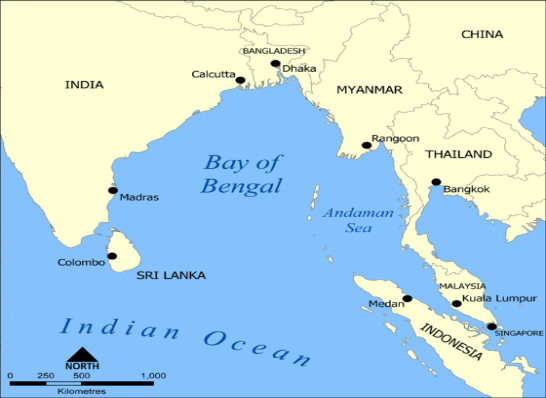 CHINA
BANGLADESH
Dhaka
Calcutta
INDIA
MYANMAR
Rangoon
THAILAND
Bay of
Bengal
Bangkok
Madras
Andaman
Sea
Colombo
SRI LANKA
MALAYSIA
Kuala Lumpur
Medan
SINGAPORE
INDONESIA
Indian Ocean
NORTH
0 250 500 1,000
Kilometres